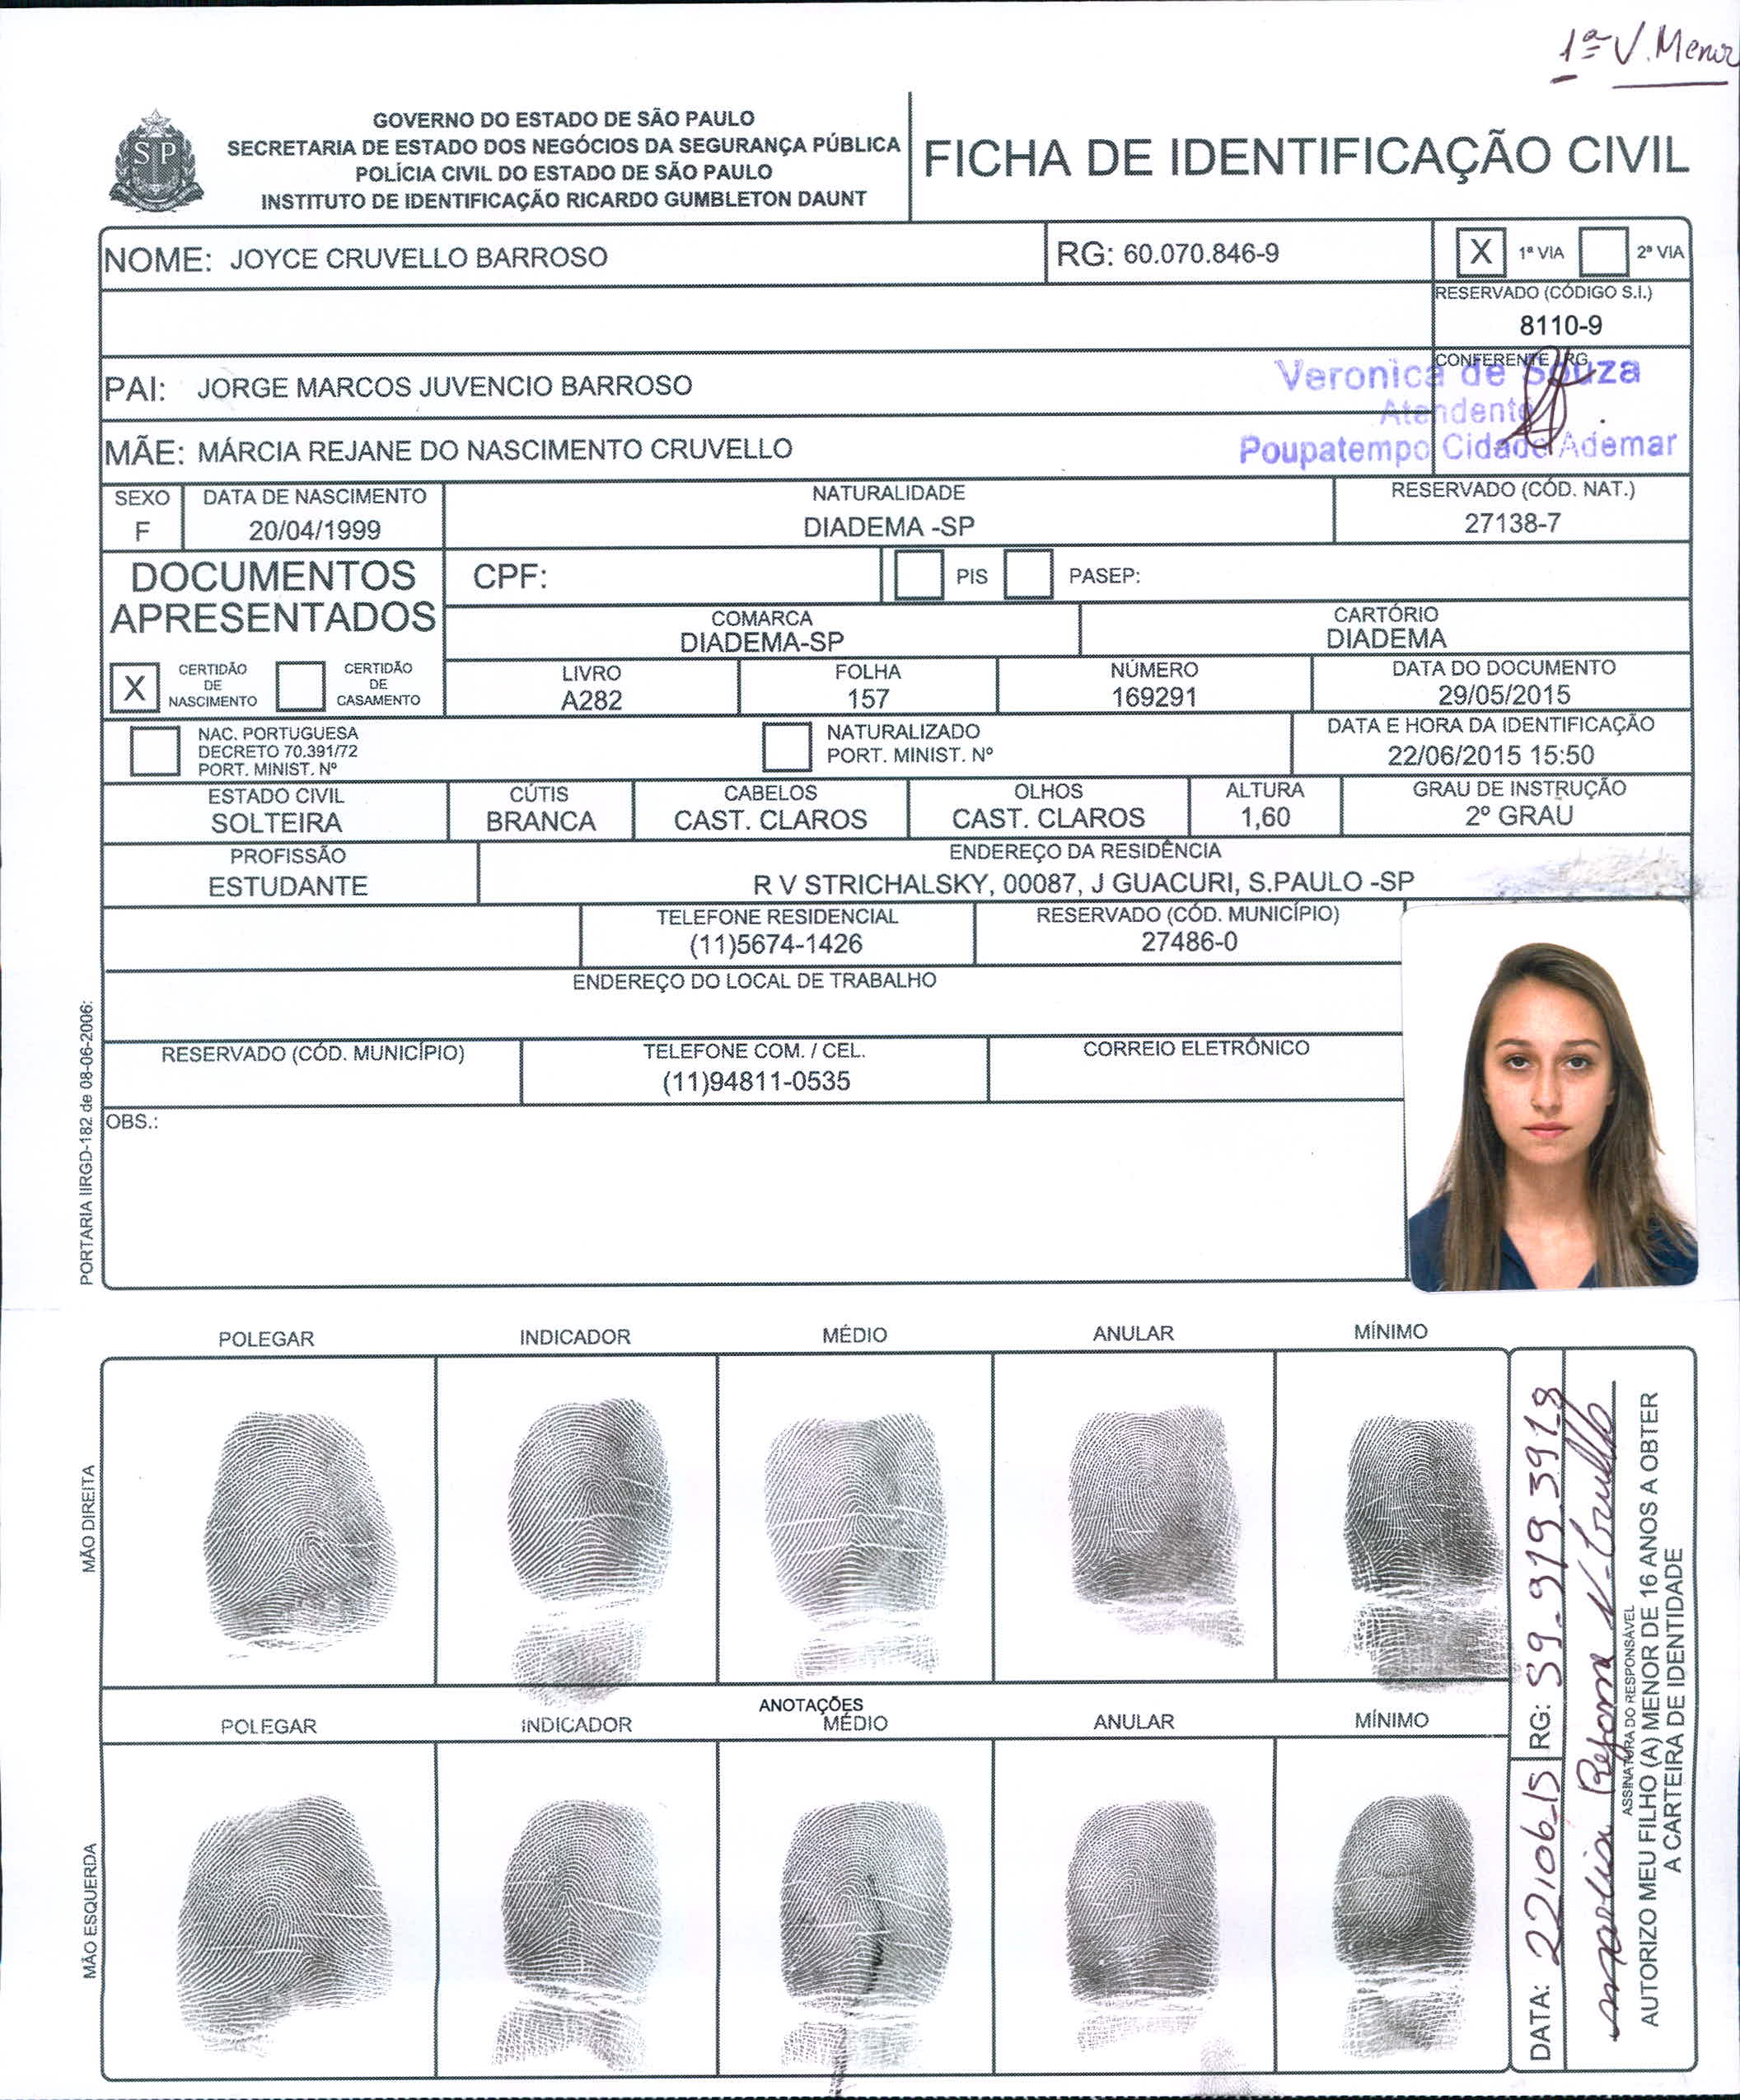 1ª V. Menor
GOVERNO DO ESTADO DE SÃO PAULO
SECRETARIA DE ESTADO DOS NEGÓCIOS DA SEGURANÇA PÚBLICA
POLÍCIA CIVIL DO ESTADO DE SÃO PAULO
INSTITUTO DE IDENTIFICAÇÃO RICARDO GUMBLETON DAUNT
SP
FICHA DE IDENTIFICAÇÃO CIVIL
NOME: JOYCE CRUVELLO BARROSO
RG: 60.070.846-9
X 1ª VIA 2ª VIA
RESERVADO (CÓDIGO S.I.)
8110-9
PAI: JORGE MARCOS JUVENCIO BARROSO
CONFERENTE / RG
Veronica de Souza
Atendente
Poupatempo Cidade Ademar
MÃE: MÁRCIA REJANE DO NASCIMENTO CRUVELLO
SEXO
F
DATA DE NASCIMENTO
20/04/1999
NATURALIDADE
DIADEMA -SP
RESERVADO (CÓD. NAT.)
27138-7
DOCUMENTOS
APRESENTADOS
CPF:
PIS
PASEP:
COMARCA
DIADEMA-SP
CARTÓRIO
DIADEMA
X
CERTIDÃO
DE
NASCIMENTO
CERTIDÃO
DE
CASAMENTO
LIVRO
A282
FOLHA
157
NÚMERO
169291
DATA DO DOCUMENTO
29/05/2015
NAC. PORTUGUESA
DECRETO 70.391/72
PORT. MINIST. Nº
NATURALIZADO
PORT. MINIST. Nº
DATA E HORA DA IDENTIFICAÇÃO
22/06/2015 15:50
ESTADO CIVIL
SOLTEIRA
CÚTIS
BRANCA
CABELOS
CAST. CLAROS
OLHOS
CAST. CLAROS
ALTURA
1,60
GRAU DE INSTRUÇÃO
2º GRAU
PROFISSÃO
ESTUDANTE
ENDEREÇO DA RESIDÊNCIA
R V STRICHALSKY, 00087, J GUACURI, S.PAULO -SP
TELEFONE RESIDENCIAL
(11)5674-1426
RESERVADO (CÓD. MUNICÍPIO)
27486-0
ENDEREÇO DO LOCAL DE TRABALHO
RESERVADO (CÓD. MUNICÍPIO)
TELEFONE COM. / CEL.
(11)94811-0535
CORREIO ELETRÔNICO
OBS.:
PORTARIA IIRGD-182 de 08-06-2006:
POLEGAR INDICADOR MÉDIO ANULAR MÍNIMO
MÃO DIREITA
ANOTAÇÕES
POLEGAR INDICADOR MÉDIO ANULAR MÍNIMO
MÃO ESQUERDA
DATA: 22/06/15 RG: 39.919.391-8
ASSINATURA DO RESPONSÁVEL
AUTORIZO MEU FILHO (A) MENOR DE 16 ANOS A OBTER
A CARTEIRA DE IDENTIDADE